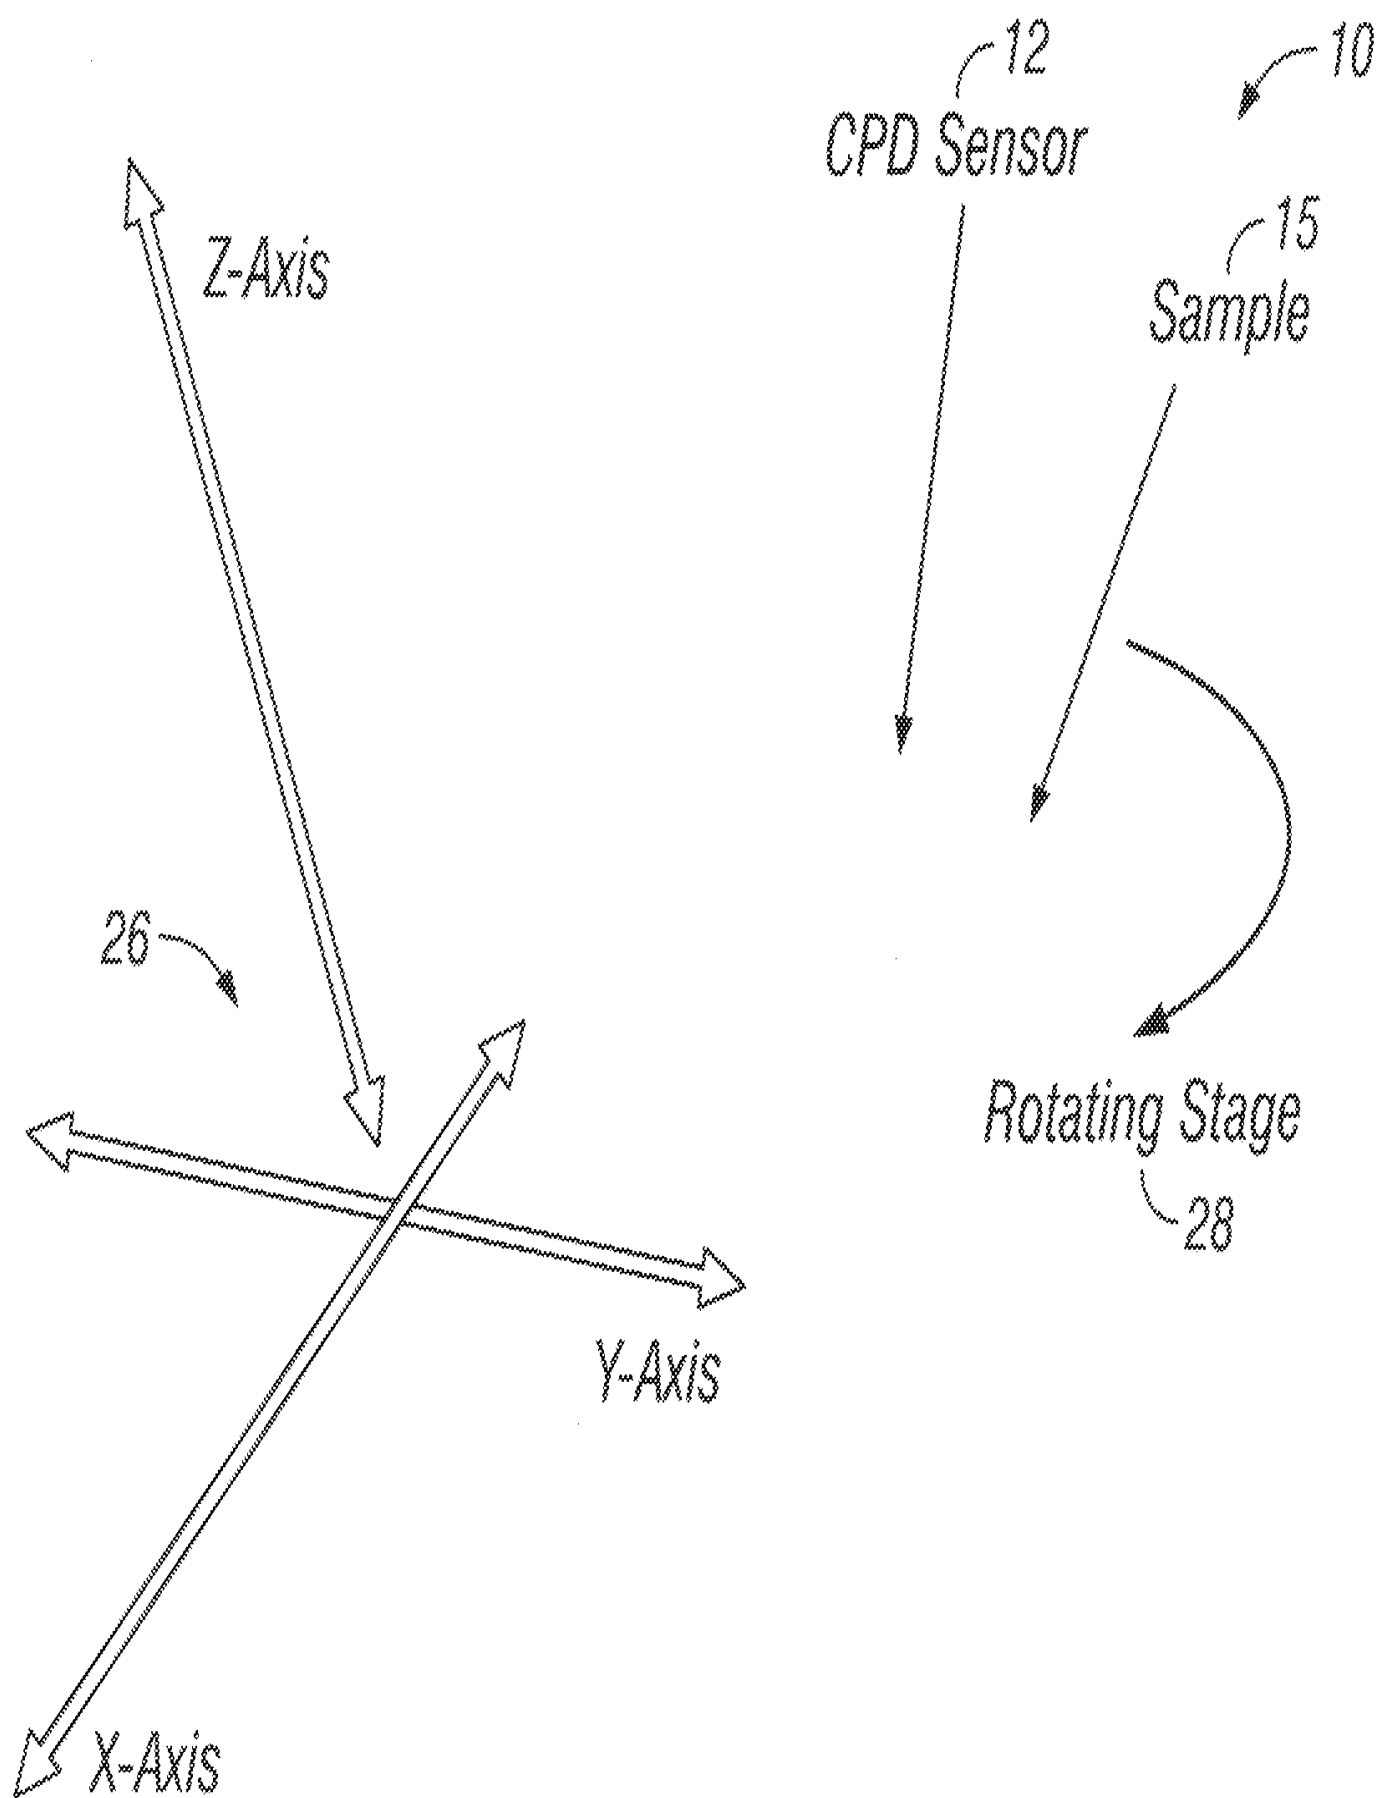 12
10
CPD Sensor
15
Z-Axis
Sample
26
Rotating Stage
28
Y-Axis
X-Axis